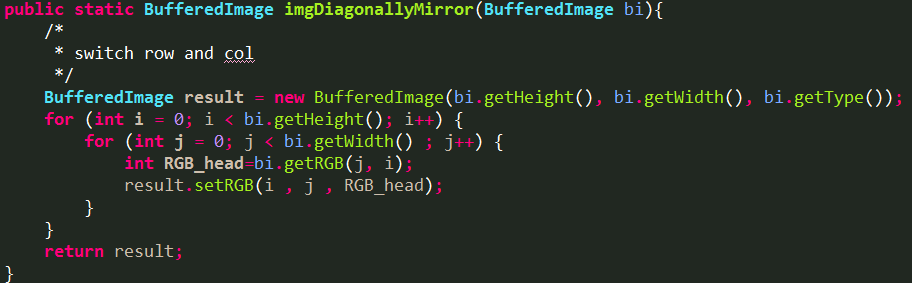 public static BufferedImage imgDiagonallyMirror(BufferedImage bi){
    /*
     * switch row and col
     */
    BufferedImage result = new BufferedImage(bi.getHeight(), bi.getWidth(), bi.getType());
    for (int i = 0; i < bi.getHeight(); i++) {
        for (int j = 0; j < bi.getWidth() ; j++) {
            int RGB_head=bi.getRGB(j, i);
            result.setRGB(i , j , RGB_head);
        }
    }
    return result;
}